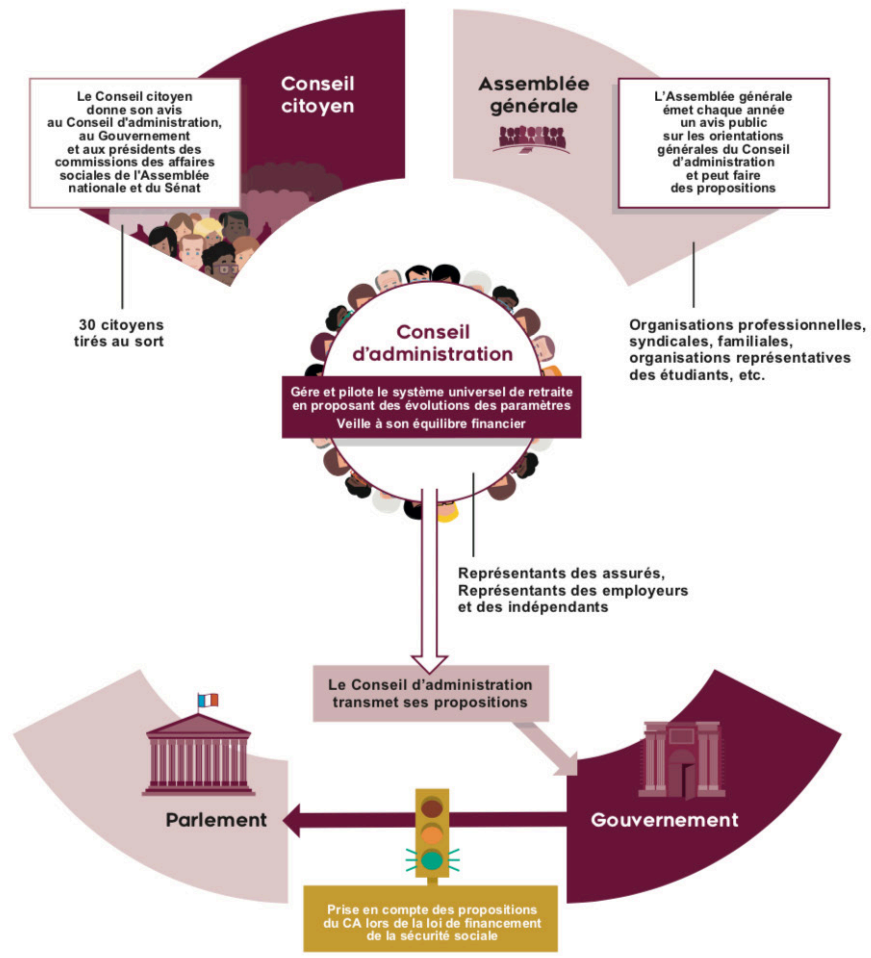 Conseil
citoyen
Le Conseil citoyen
donne son avis
au Conseil d'administration,
au Gouvernement
et aux présidents des
commissions des affaires
sociales de l'Assemblée
nationale et du Sénat
30 citoyens
tirés au sort
Assemblée
générale
L'Assemblée générale
émet chaque année
un avis public
sur les orientations
générales du Conseil
d'administration
et peut faire
des propositions
Organisations professionnelles,
syndicales, familiales,
organisations représentatives
des étudiants, etc.
Conseil
d'administration
Gére et pilote le système universel de retraite
en proposant des évolutions des paramètres
Veille à son équilibre financier
Représentants des assurés,
Représentants des employeurs
et des indépendants
Le Conseil d'administration
transmet ses propositions
Parlement
Gouvernement
Prise en compte des propositions
du CA lors de la loi de financement
de la sécurité sociale